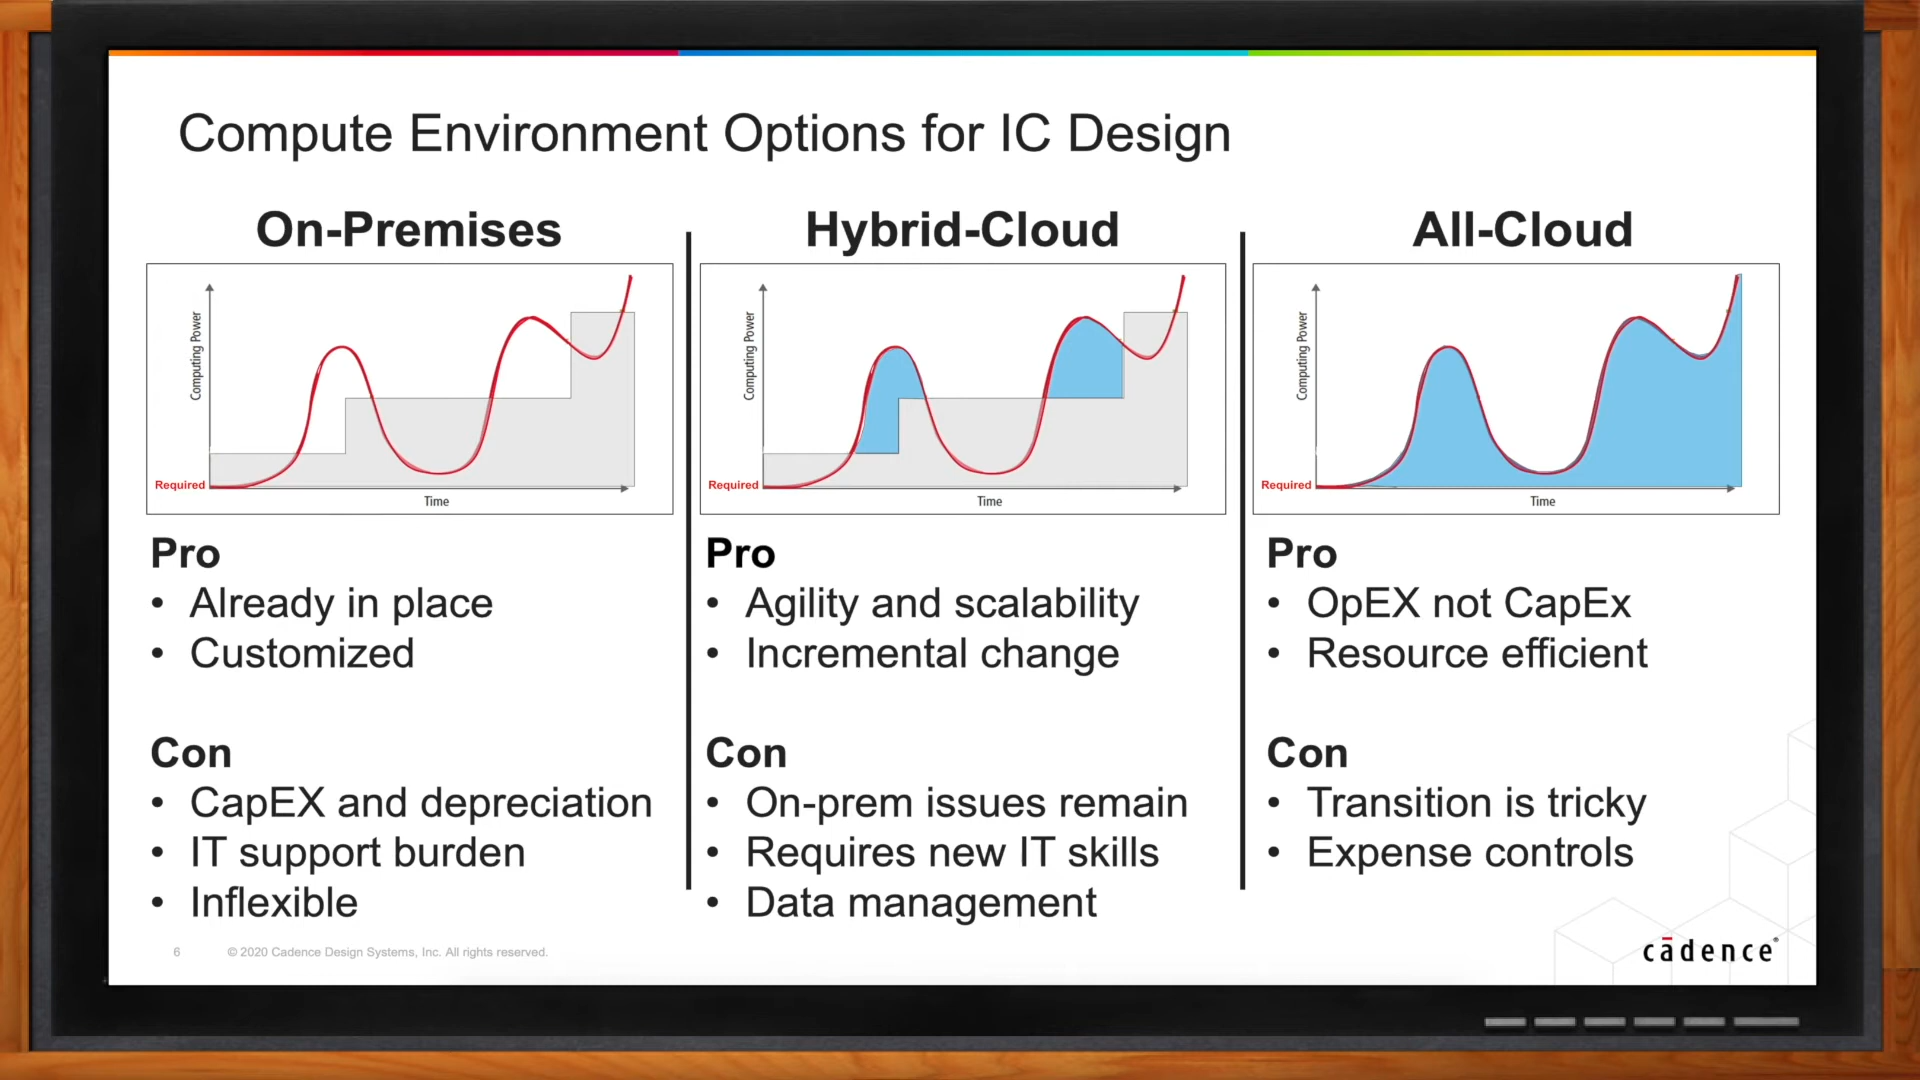 Compute Environment Options for IC Design
On-Premises
Computing Power
Required
Time
Pro
• Already in place
• Customized
Con
• CapEX and depreciation
• IT support burden
• Inflexible
Hybrid-Cloud
Computing Power
Required
Time
Pro
• Agility and scalability
• Incremental change
Con
• On-prem issues remain
• Requires new IT skills
• Data management
All-Cloud
Computing Power
Required
Time
Pro
• OpEX not CapEx
• Resource efficient
Con
• Transition is tricky
• Expense controls
6
© 2020 Cadence Design Systems, Inc. All rights reserved.
cādence®